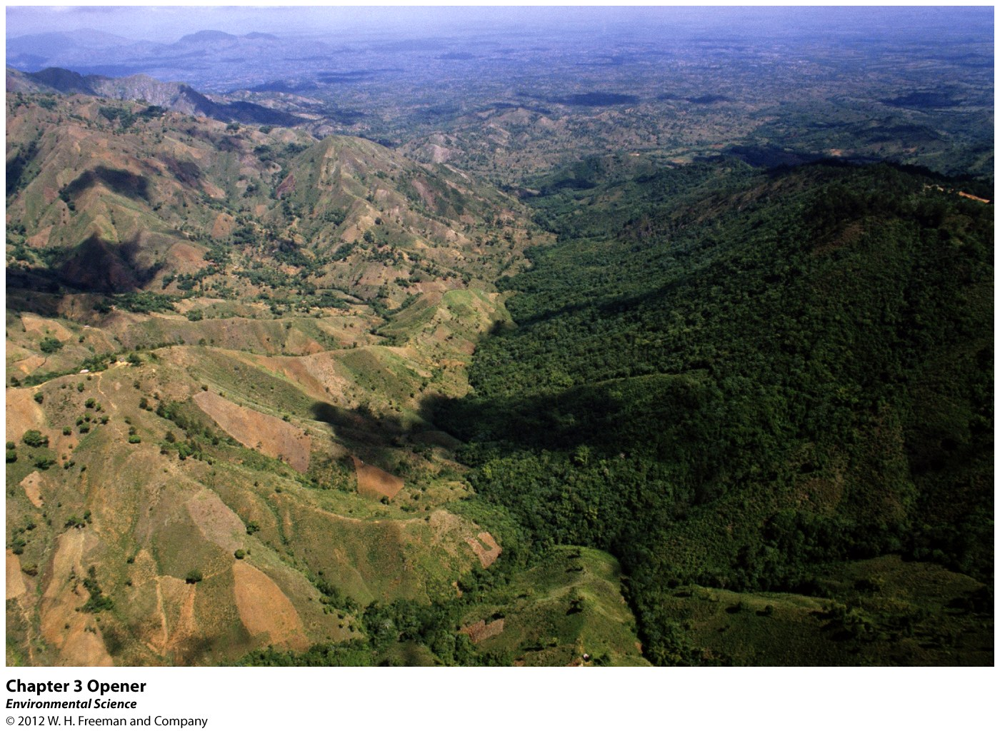 Chapter 3 Opener
Environmental Science
© 2012 W. H. Freeman and Company